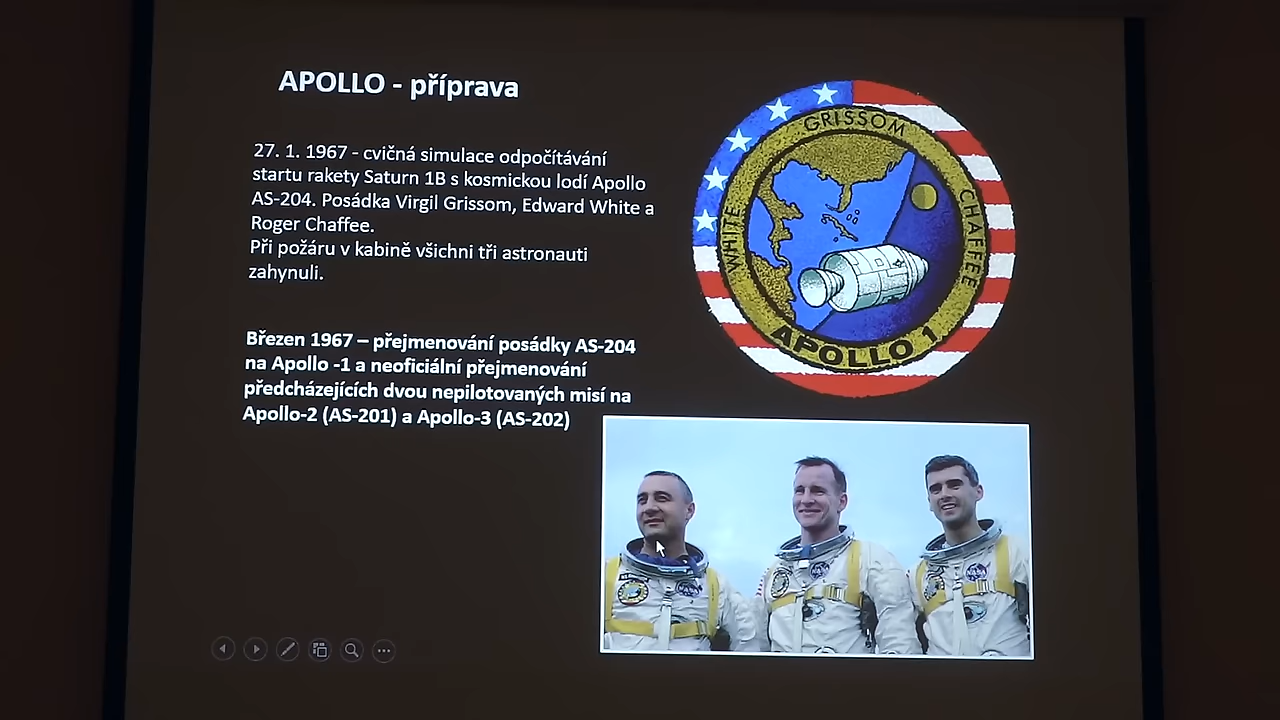 APOLLO - příprava
27. 1. 1967 - cvičná simulace odpočítávání
startu rakety Saturn 1B s kosmickou lodí Apollo
AS-204. Posádka Virgil Grissom, Edward White a
Roger Chaffee.
Při požáru v kabině všichni tři astronauti
zahynuli.
Březen 1967 – přejmenování posádky AS-204
na Apollo -1 a neoficiální přejmenování
předcházejících dvou nepilotovaných misí na
Apollo-2 (AS-201) a Apollo-3 (AS-202)
GRISSOM
WHITE
CHAFFEE
APOLLO 1
NASA
NASA
NASA